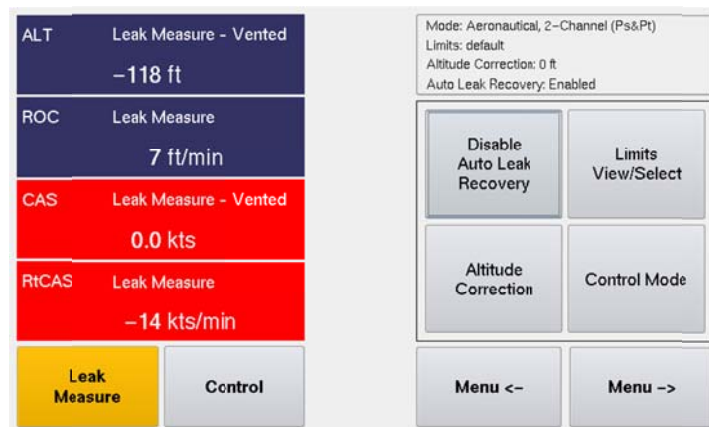 ALT Leak Measure - Vented
-118 ft
ROC Leak Measure
7 ft/min
CAS Leak Measure - Vented
0.0 kts
RtCAS Leak Measure
-14 kts/min
Leak
Measure
Control
Mode: Aeronautical, 2-Channel (Ps&Pt)
Limits: default
Altitude Correction: 0 ft
Auto Leak Recovery: Enabled
Disable
Auto Leak
Recovery
Limits
View/Select
Altitude
Correction
Control Mode
Menu <-
Menu ->